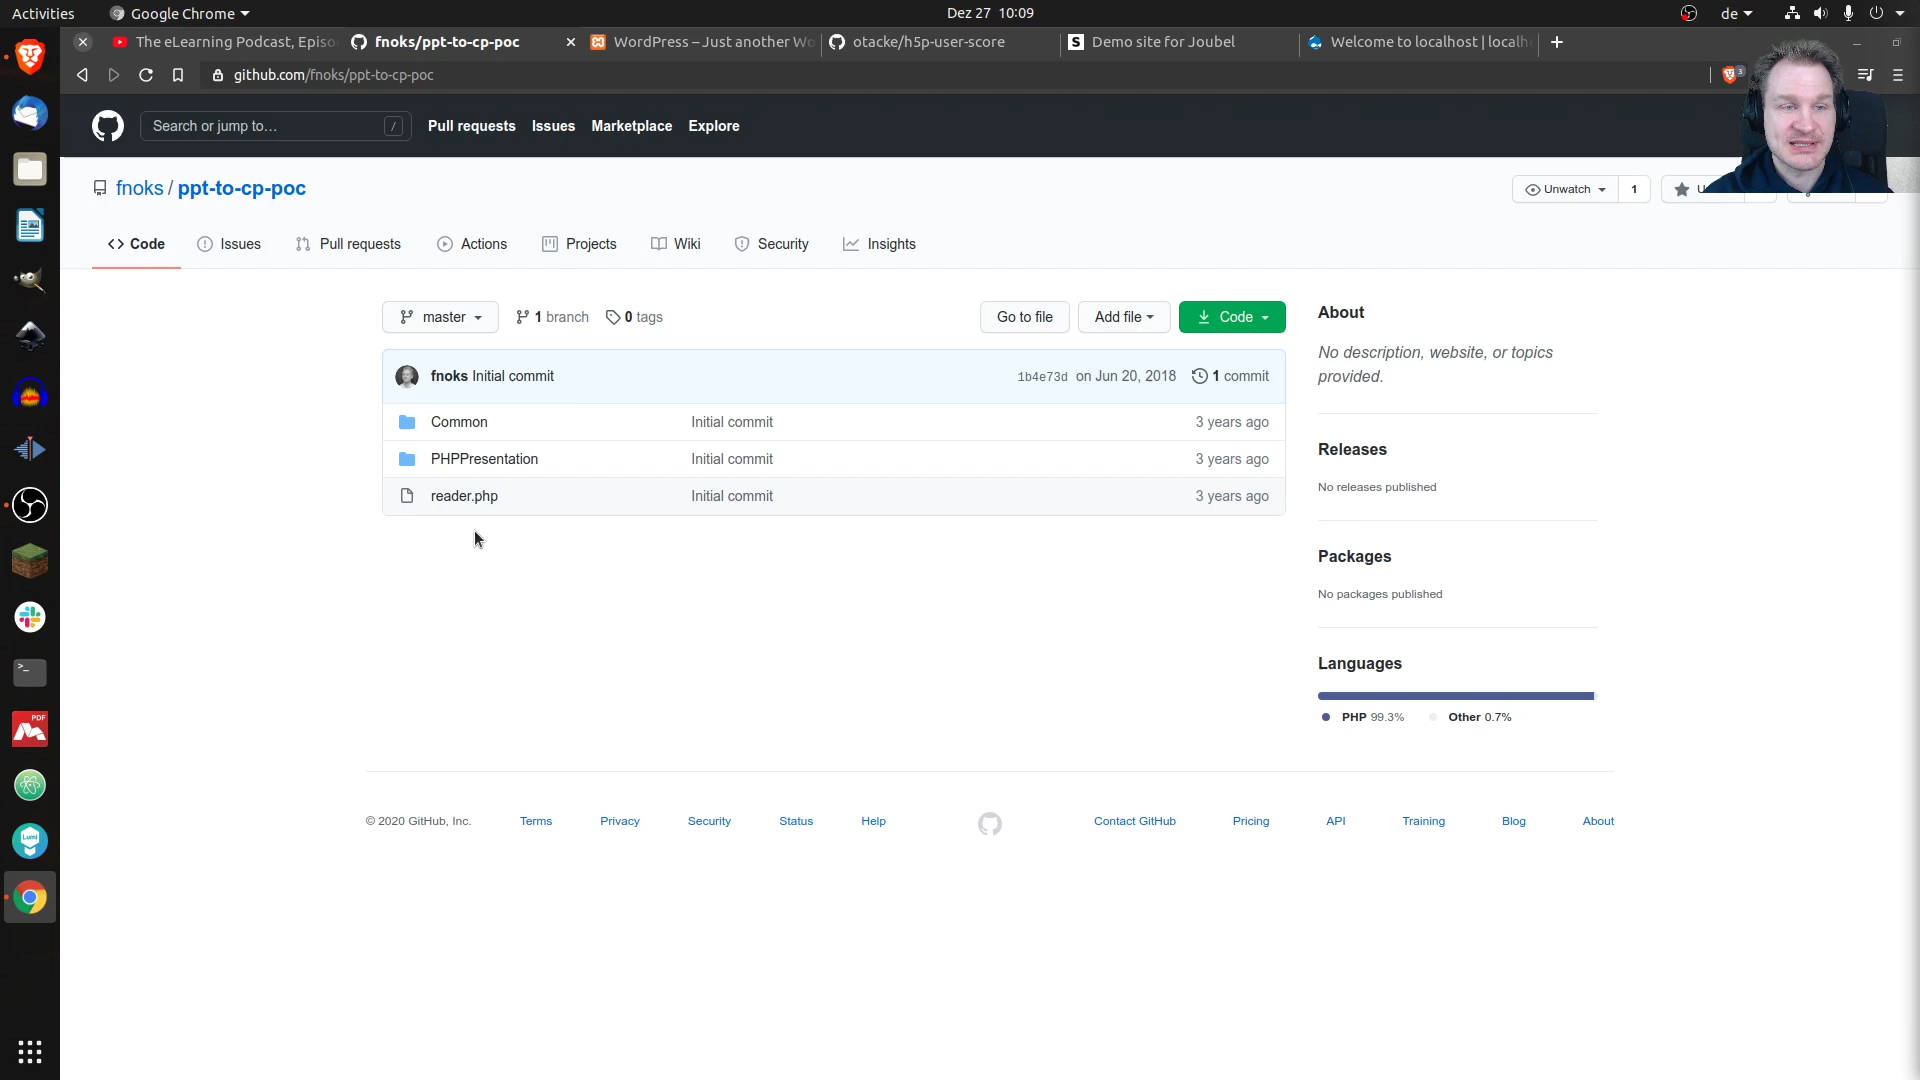 Activities
Google Chrome
Dez 27 10:09
de
The eLearning Podcast, Episo
fnoks/ppt-to-cp-poc
WordPress – Just another Wo
otacke/h5p-user-score
Demo site for Joubel
Welcome to localhost | localh
github.com/fnoks/ppt-to-cp-poc
3
Search or jump to…
/
Pull requests
Issues
Marketplace
Explore
fnoks / ppt-to-cp-poc
Unwatch
1
Code
Issues
Pull requests
Actions
Projects
Wiki
Security
Insights
master
1 branch
0 tags
Go to file
Add file
Code
fnoks Initial commit
1b4e73d on Jun 20, 2018
1 commit
Common
Initial commit
3 years ago
PHPPresentation
Initial commit
3 years ago
reader.php
Initial commit
3 years ago
About
No description, website, or topics
provided.
Releases
No releases published
Packages
No packages published
Languages
PHP 99.3%
Other 0.7%
© 2020 GitHub, Inc.
Terms
Privacy
Security
Status
Help
Contact GitHub
Pricing
API
Training
Blog
About
>_
PDF
Lumi